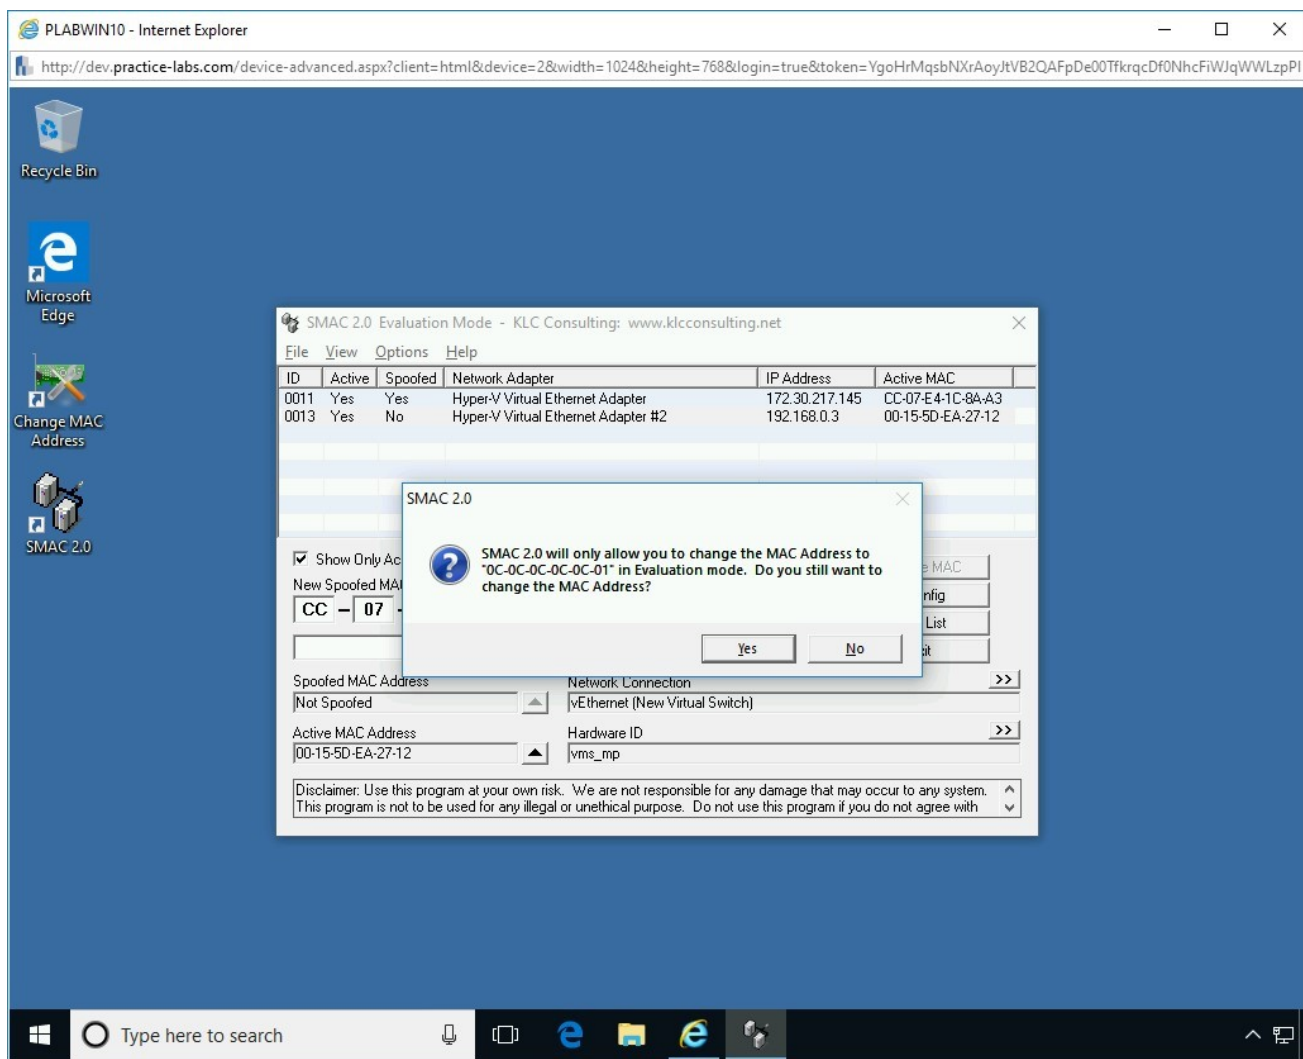 PLABWIN10 - Internet Explorer
http://dev.practice-labs.com/device-advanced.aspx?client=html&device=2&width=1024&height=768&login=true&token=YgoHrMqsbNXrAoyJtVB2QAFpDe00TfkrqcDf0NhcFiWJqWWLzpPl
Recycle Bin
Microsoft
Edge
Change MAC
Address
SMAC 2.0
SMAC 2.0 Evaluation Mode - KLC Consulting: www.klcconsulting.net
File View Options Help
ID Active Spoofed Network Adapter IP Address Active MAC
0011 Yes Yes Hyper-V Virtual Ethernet Adapter 172.30.217.145 CC-07-E4-1C-8A-A3
0013 Yes No Hyper-V Virtual Ethernet Adapter #2 192.168.0.3 00-15-5D-EA-27-12
SMAC 2.0
SMAC 2.0 will only allow you to change the MAC Address to
"0C-0C-0C-0C-0C-01" in Evaluation mode. Do you still want to
change the MAC Address?
Yes No
Show Only Ac
New Spoofed MA
CC - 07 -
MAC
nfig
List
it
Spoofed MAC Address
Not Spoofed
Network Connection >>
vEthernet (New Virtual Switch)
Active MAC Address
00-15-5D-EA-27-12
Hardware ID >>
vms_mp
Disclaimer: Use this program at your own risk. We are not responsible for any damage that may occur to any system.
This program is not to be used for any illegal or unethical purpose. Do not use this program if you do not agree with
Type here to search